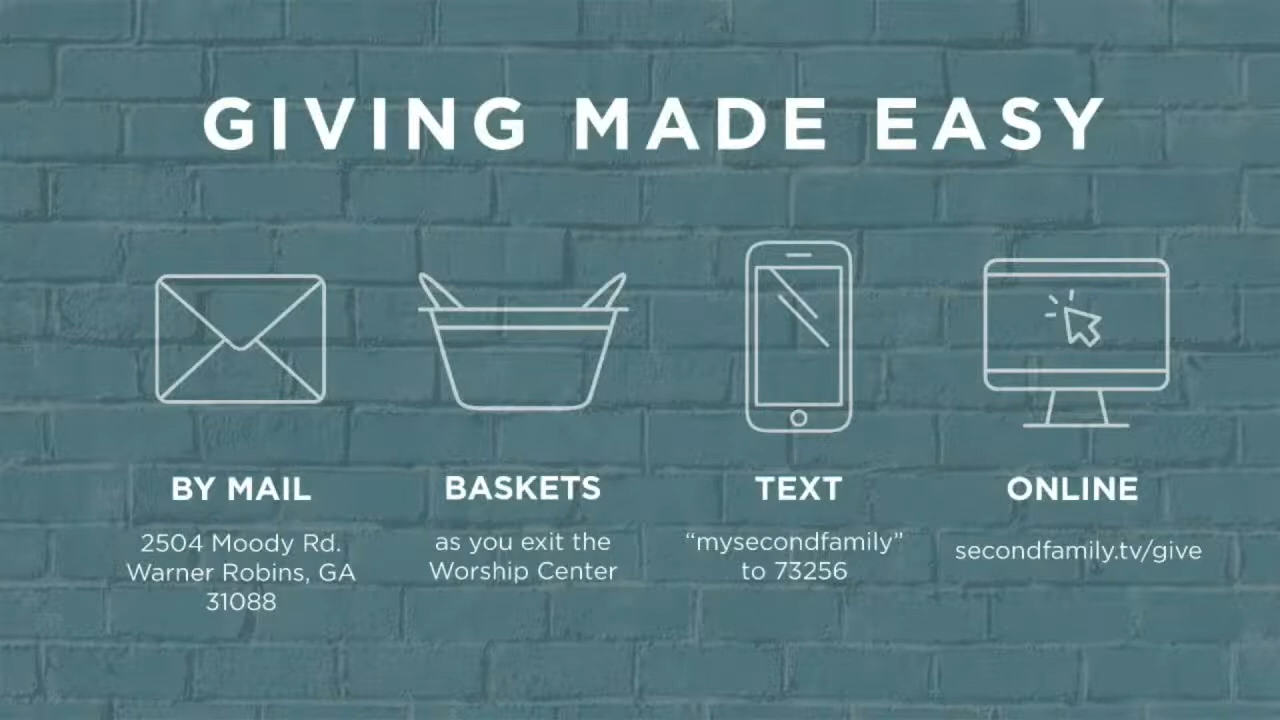 GIVING MADE EASY
BY MAIL
2504 Moody Rd.
Warner Robins, GA
31088
BASKETS
as you exit the
Worship Center
TEXT
“mysecondfamily”
to 73256
ONLINE
secondfamily.tv/give